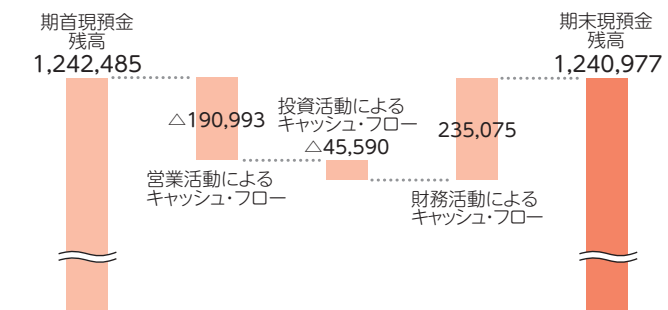 期首現預金
残高
1,242,485
△190,993
営業活動による
キャッシュ・フロー
投資活動による
キャッシュ・フロー
△45,590
235,075
財務活動による
キャッシュ・フロー
期末現預金
残高
1,240,977